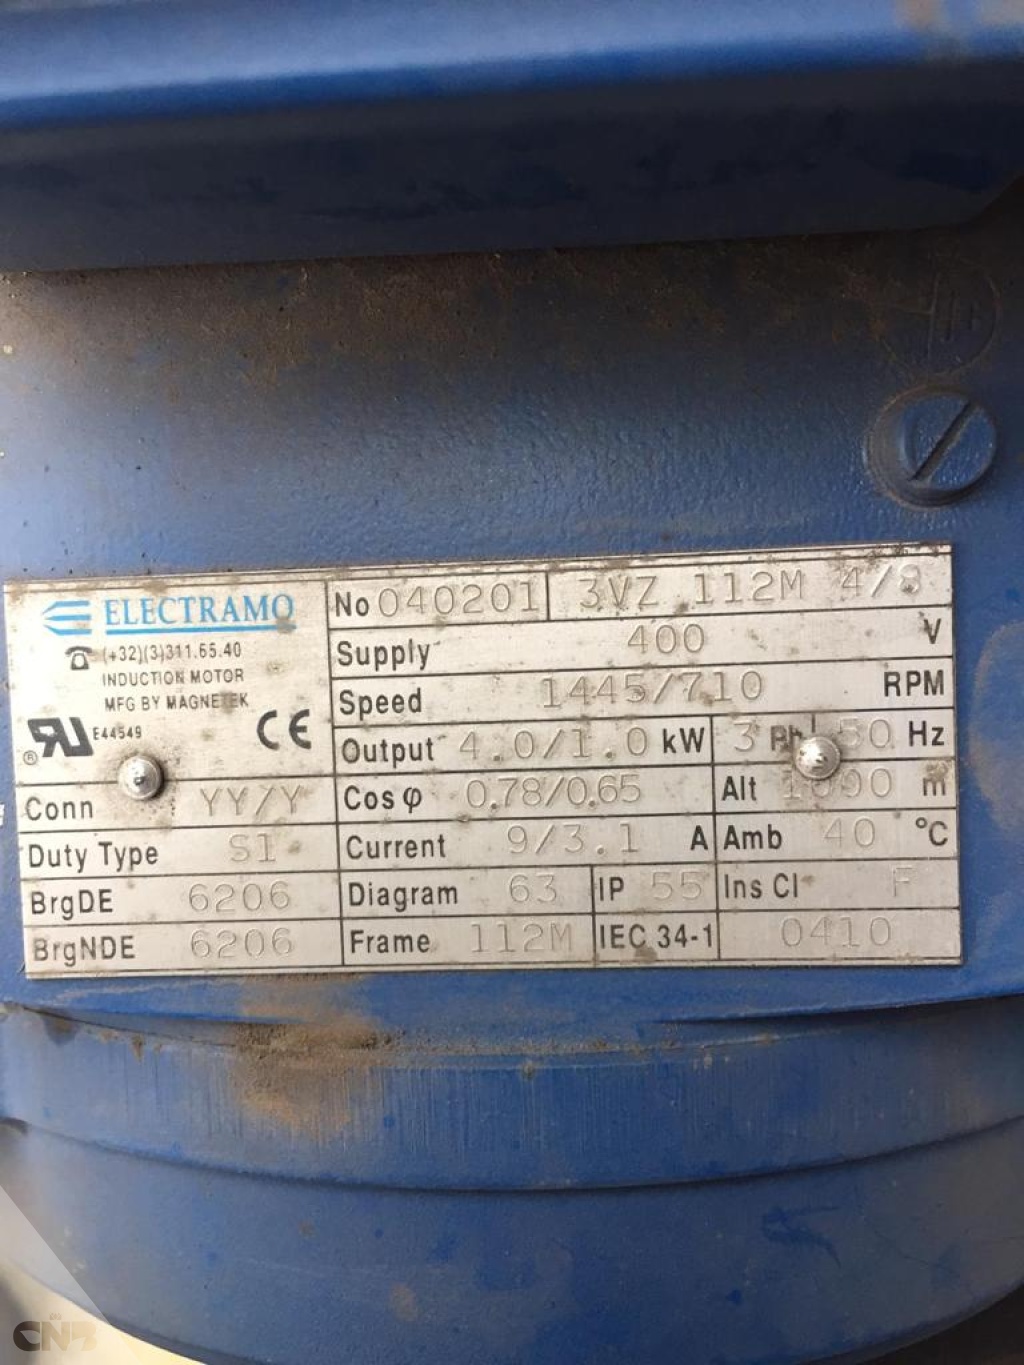 ELECTRAMO
(+32)(3)311.65.40
INDUCTION MOTOR
MFG BY MAGNETEK
® E44549 CE
No 040201 3VZ 112M 4/8
Supply 400 V
Speed 1445/710 RPM
Output 4.0/1.0 kW 3 Ph 50 Hz
Conn YY/Y Cos φ 0,78/0,65 Alt m
Duty Type S1 Current 9/3.1 A Amb 40 °C
BrgDE 6206 Diagram 63 IP 55 Ins Cl F
BrgNDE 6206 Frame 112M IEC 34-1 0410